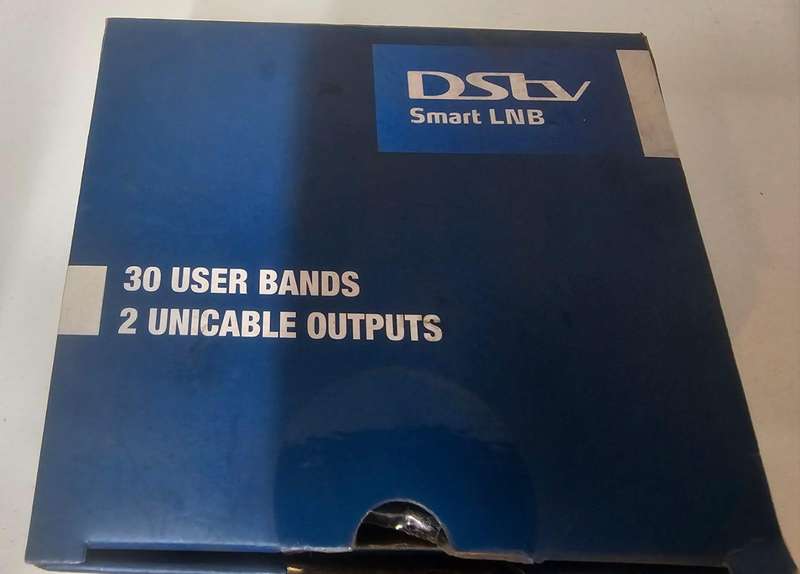 DStv
Smart LNB
30 USER BANDS
2 UNICABLE OUTPUTS